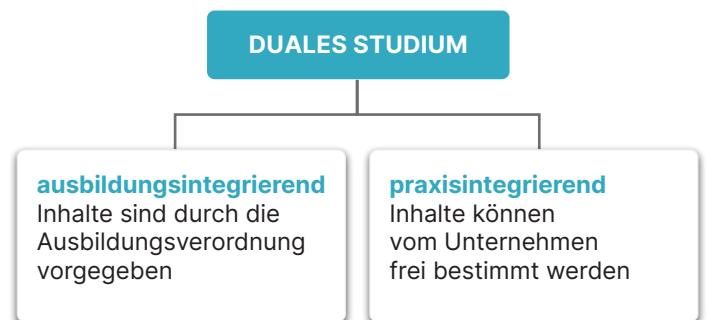 DUALES STUDIUM
ausbildungsintegrierend
Inhalte sind durch die
Ausbildungsverordnung
vorgegeben
praxisintegrierend
Inhalte können
vom Unternehmen
frei bestimmt werden